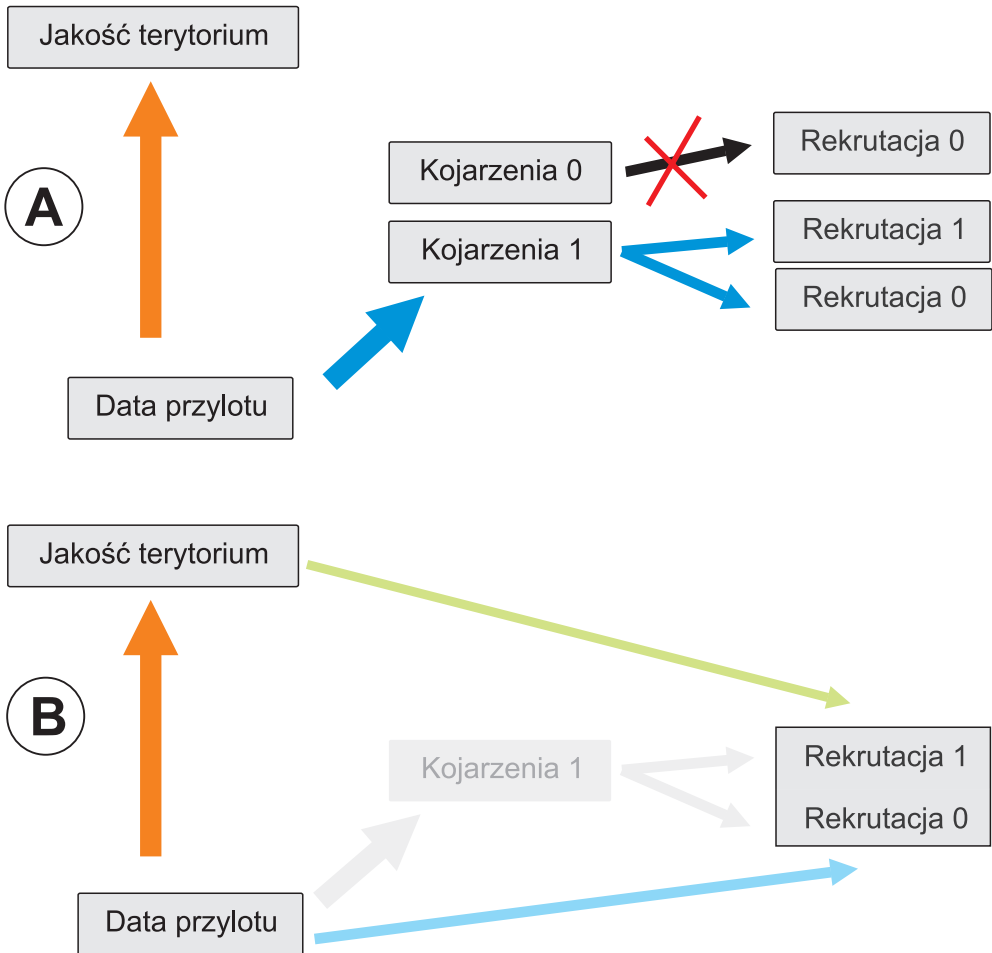 Jakość terytorium
A
Kojarzenia 0
Rekrutacja 0
Kojarzenia 1
Rekrutacja 1
Rekrutacja 0
Data przylotu
Jakość terytorium
B
Kojarzenia 1
Rekrutacja 1
Rekrutacja 0
Data przylotu